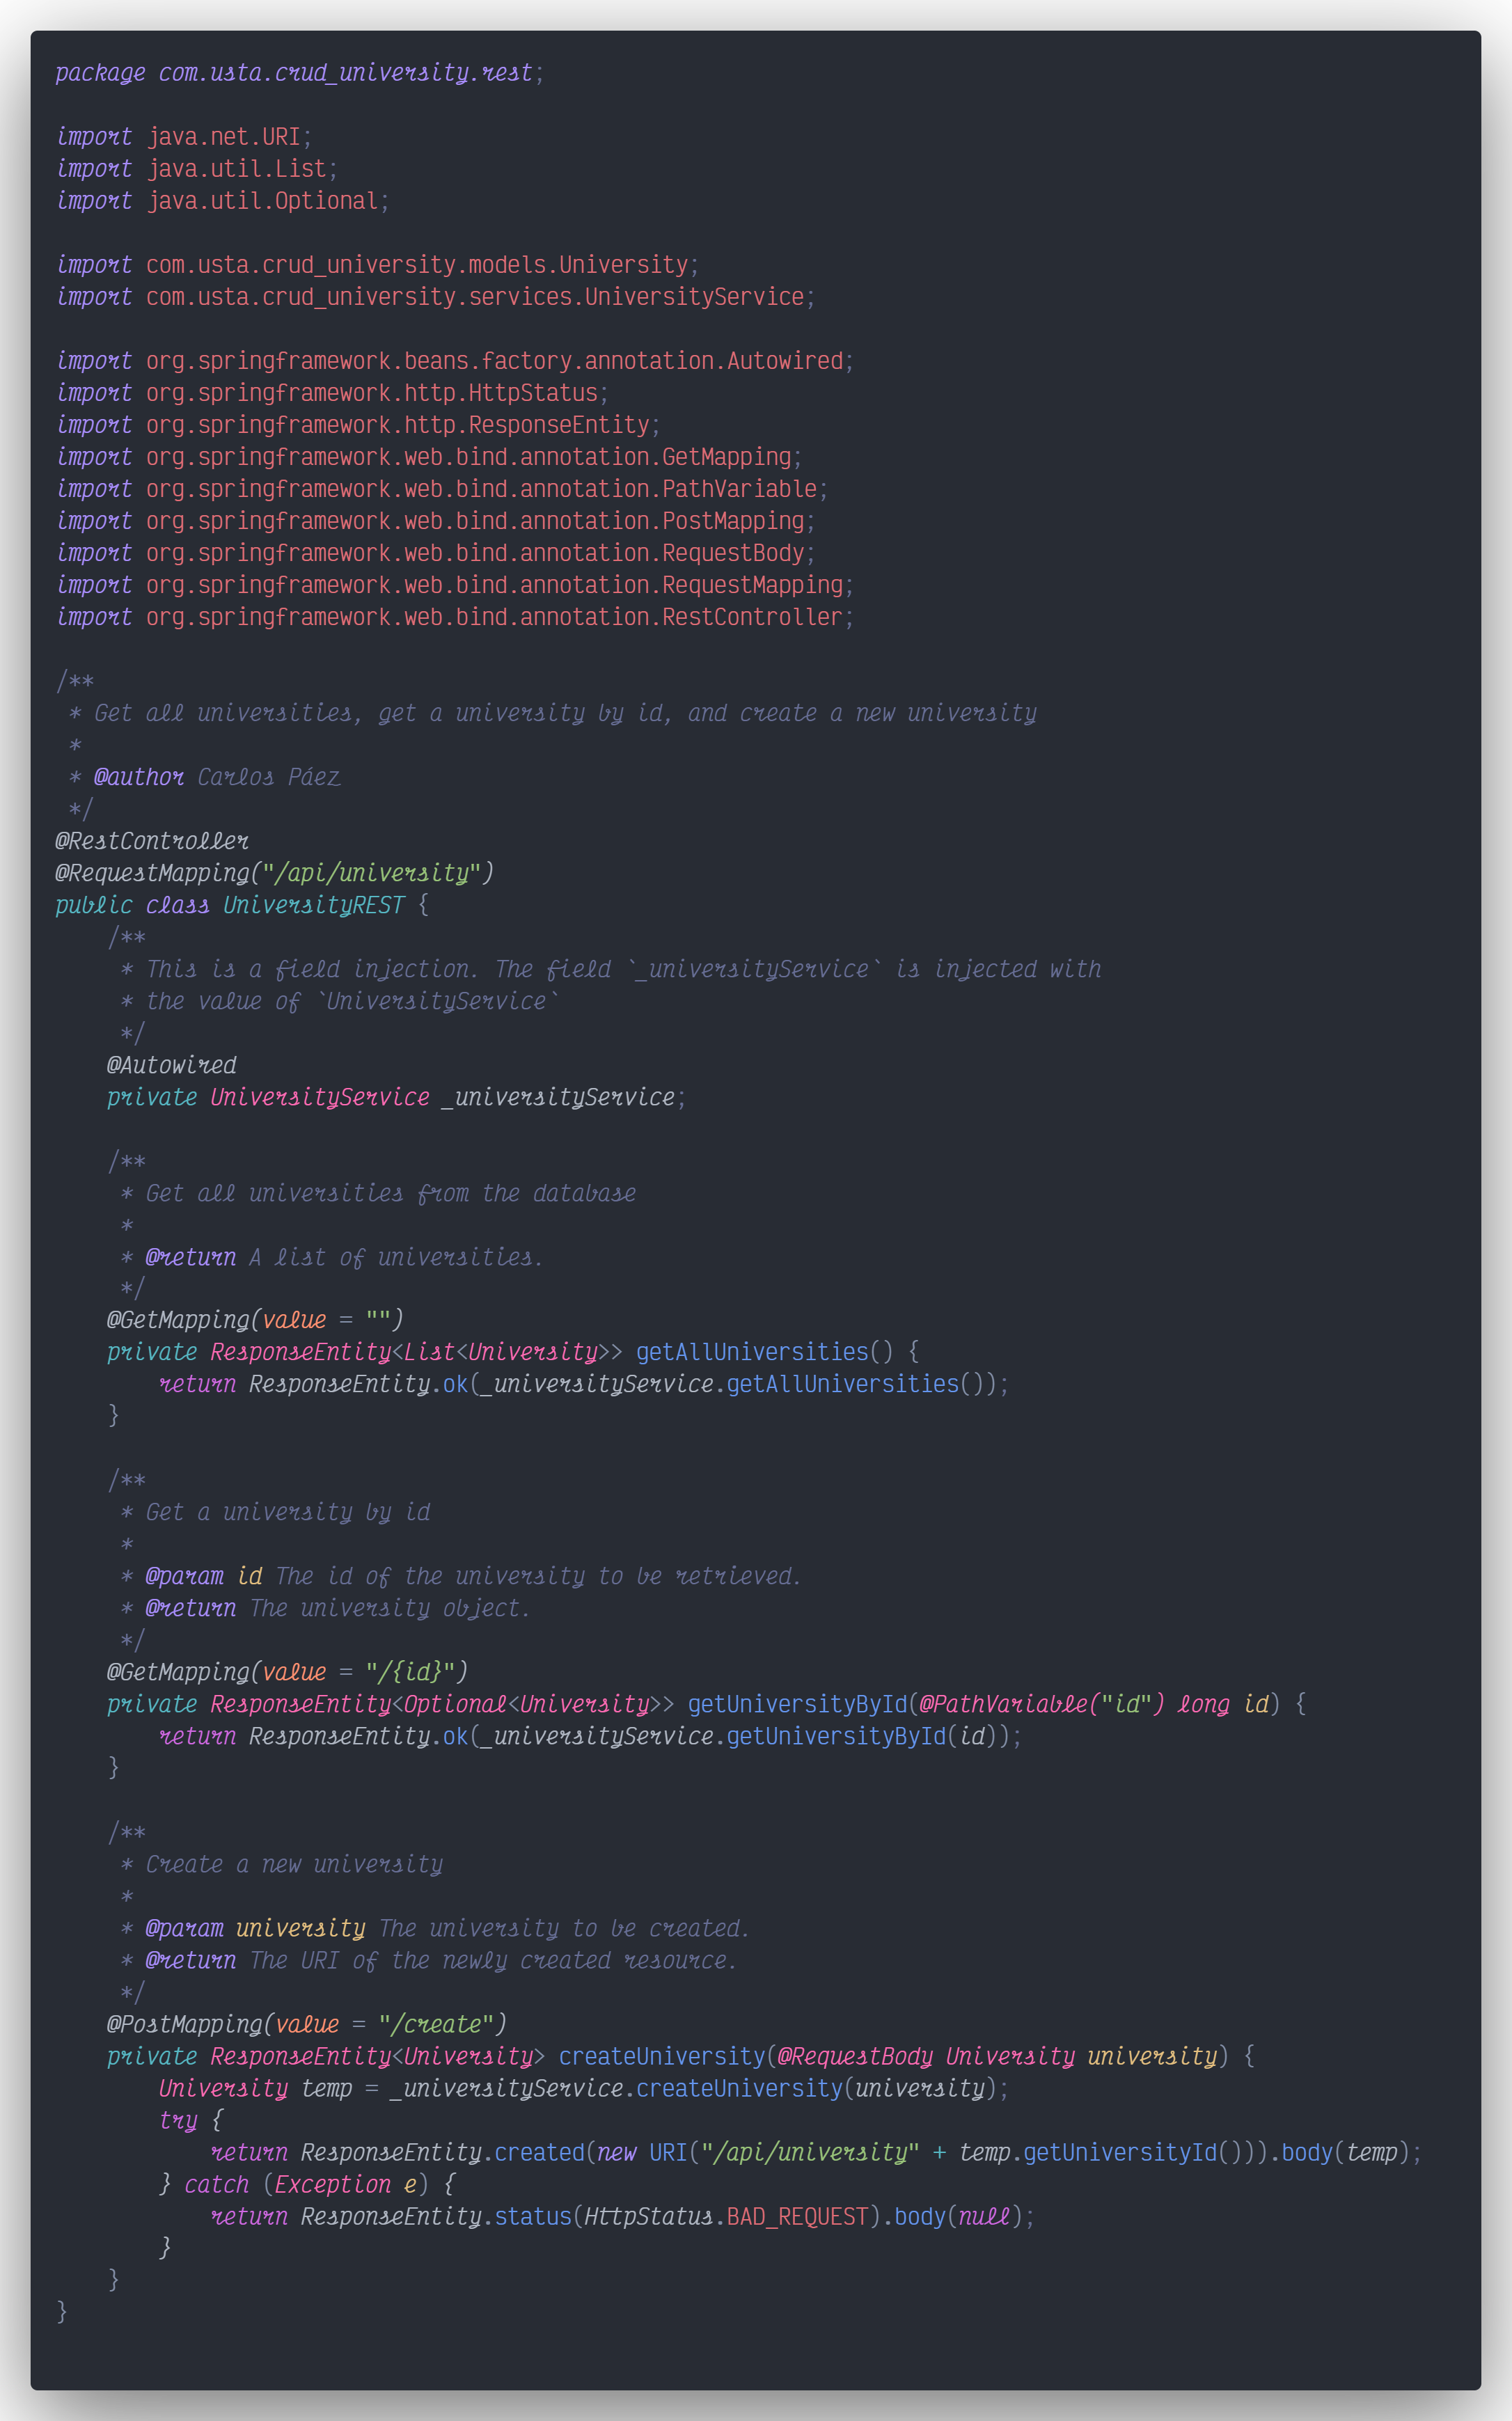 package com.usta.crud_university.rest;

import java.net.URI;
import java.util.List;
import java.util.Optional;

import com.usta.crud_university.models.University;
import com.usta.crud_university.services.UniversityService;

import org.springframework.beans.factory.annotation.Autowired;
import org.springframework.http.HttpStatus;
import org.springframework.http.ResponseEntity;
import org.springframework.web.bind.annotation.GetMapping;
import org.springframework.web.bind.annotation.PathVariable;
import org.springframework.web.bind.annotation.PostMapping;
import org.springframework.web.bind.annotation.RequestBody;
import org.springframework.web.bind.annotation.RequestMapping;
import org.springframework.web.bind.annotation.RestController;

/**
 * Get all universities, get a university by id, and create a new university
 *
 * @author Carlos Páez
 */
@RestController
@RequestMapping("/api/university")
public class UniversityREST {
    /**
     * This is a field injection. The field `_universityService` is injected with
     * the value of `UniversityService`
     */
    @Autowired
    private UniversityService _universityService;

    /**
     * Get all universities from the database
     *
     * @return A list of universities.
     */
    @GetMapping(value = "")
    private ResponseEntity<List<University>> getAllUniversities() {
        return ResponseEntity.ok(_universityService.getAllUniversities());
    }

    /**
     * Get a university by id
     *
     * @param id The id of the university to be retrieved.
     * @return The university object.
     */
    @GetMapping(value = "/{id}")
    private ResponseEntity<Optional<University>> getUniversityById(@PathVariable("id") long id) {
        return ResponseEntity.ok(_universityService.getUniversityById(id));
    }

    /**
     * Create a new university
     *
     * @param university The university to be created.
     * @return The URI of the newly created resource.
     */
    @PostMapping(value = "/create")
    private ResponseEntity<University> createUniversity(@RequestBody University university) {
        University temp = _universityService.createUniversity(university);
        try {
            return ResponseEntity.created(new URI("/api/university" + temp.getUniversityId())).body(temp);
        } catch (Exception e) {
            return ResponseEntity.status(HttpStatus.BAD_REQUEST).body(null);
        }
    }
}